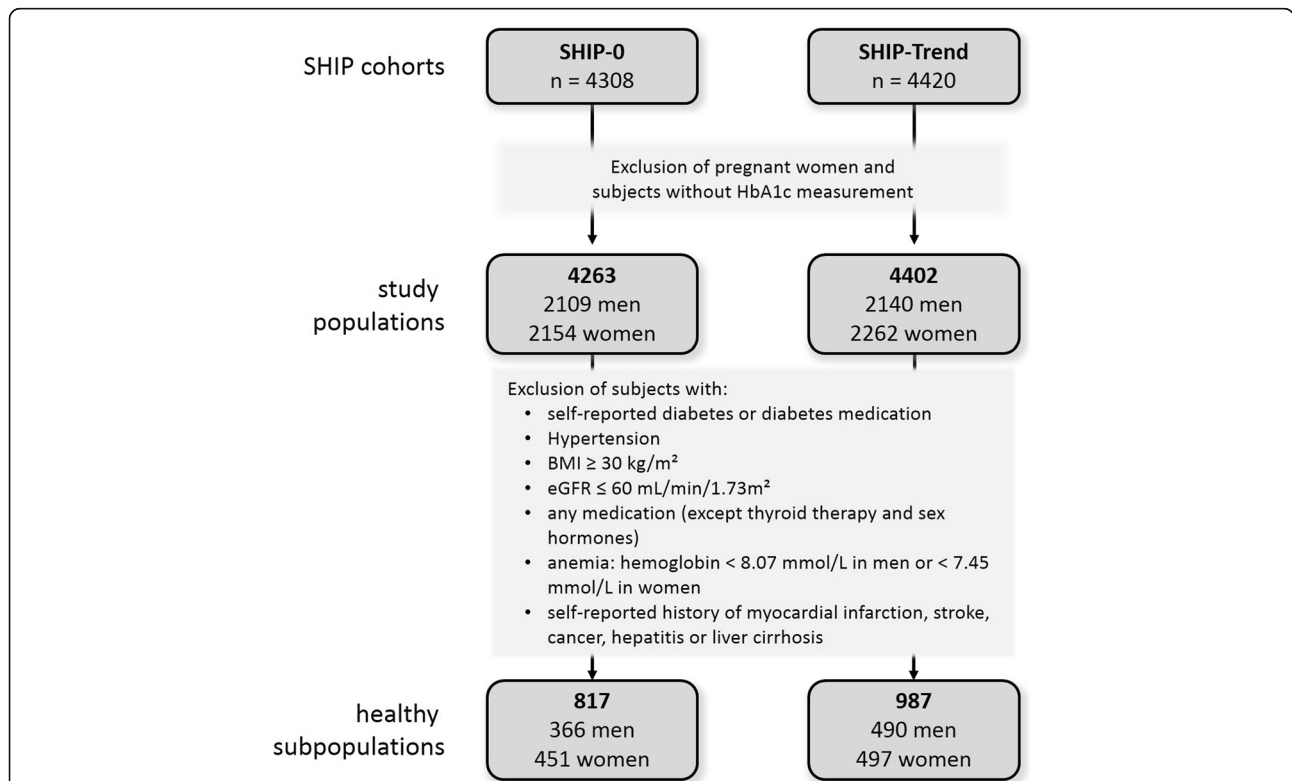 SHIP cohorts
SHIP-0
n = 4308
SHIP-Trend
n = 4420
Exclusion of pregnant women and
subjects without HbA1c measurement
study
populations
4263
2109 men
2154 women
4402
2140 men
2262 women
Exclusion of subjects with:
• self-reported diabetes or diabetes medication
• Hypertension
• BMI ≥ 30 kg/m²
• eGFR ≤ 60 mL/min/1.73m²
• any medication (except thyroid therapy and sex
hormones)
• anemia: hemoglobin < 8.07 mmol/L in men or < 7.45
mmol/L in women
• self-reported history of myocardial infarction, stroke,
cancer, hepatitis or liver cirrhosis
healthy
subpopulations
817
366 men
451 women
987
490 men
497 women